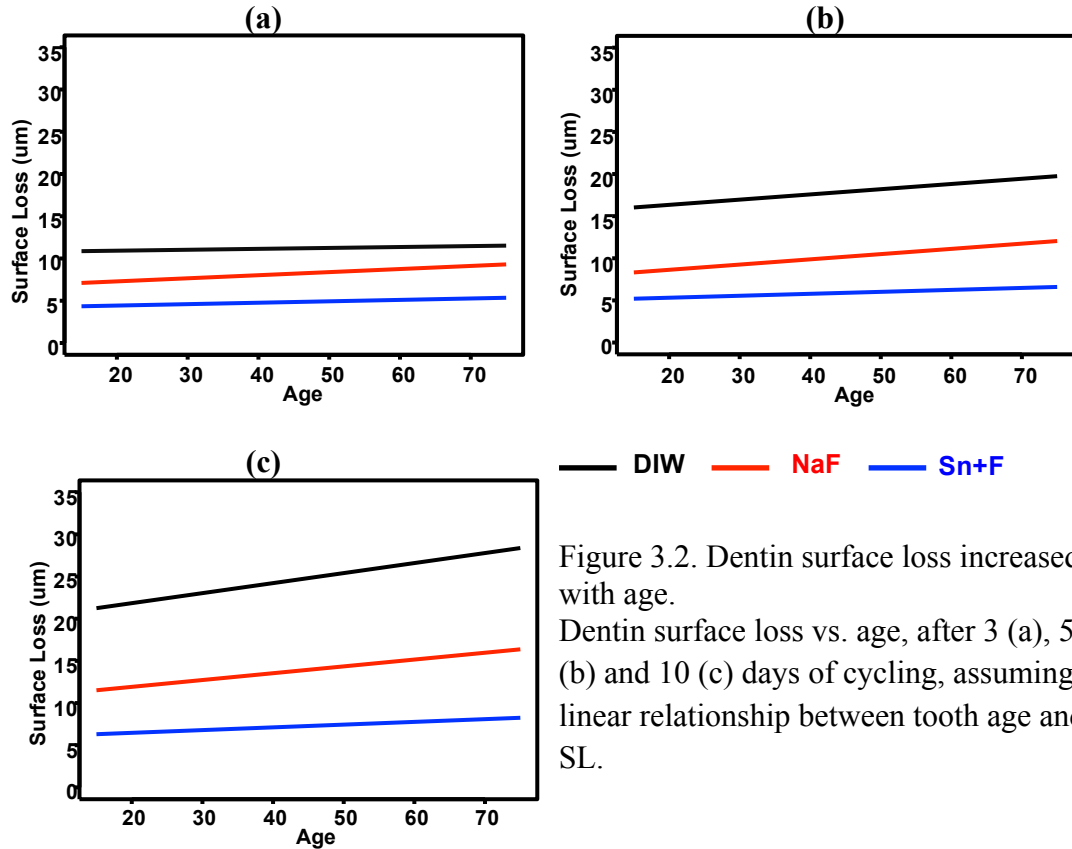 (a)
35
30
25
20
15
10
5
0
Surface Loss (um)
20 30 40 50 60 70
Age
(b)
35
30
25
20
15
10
5
0
Surface Loss (um)
20 30 40 50 60 70
Age
(c)
35
30
25
20
15
10
5
0
Surface Loss (um)
20 30 40 50 60 70
Age
DIW NaF Sn+F
Figure 3.2. Dentin surface loss increased
with age.
Dentin surface loss vs. age, after 3 (a), 5
(b) and 10 (c) days of cycling, assuming
linear relationship between tooth age and
SL.